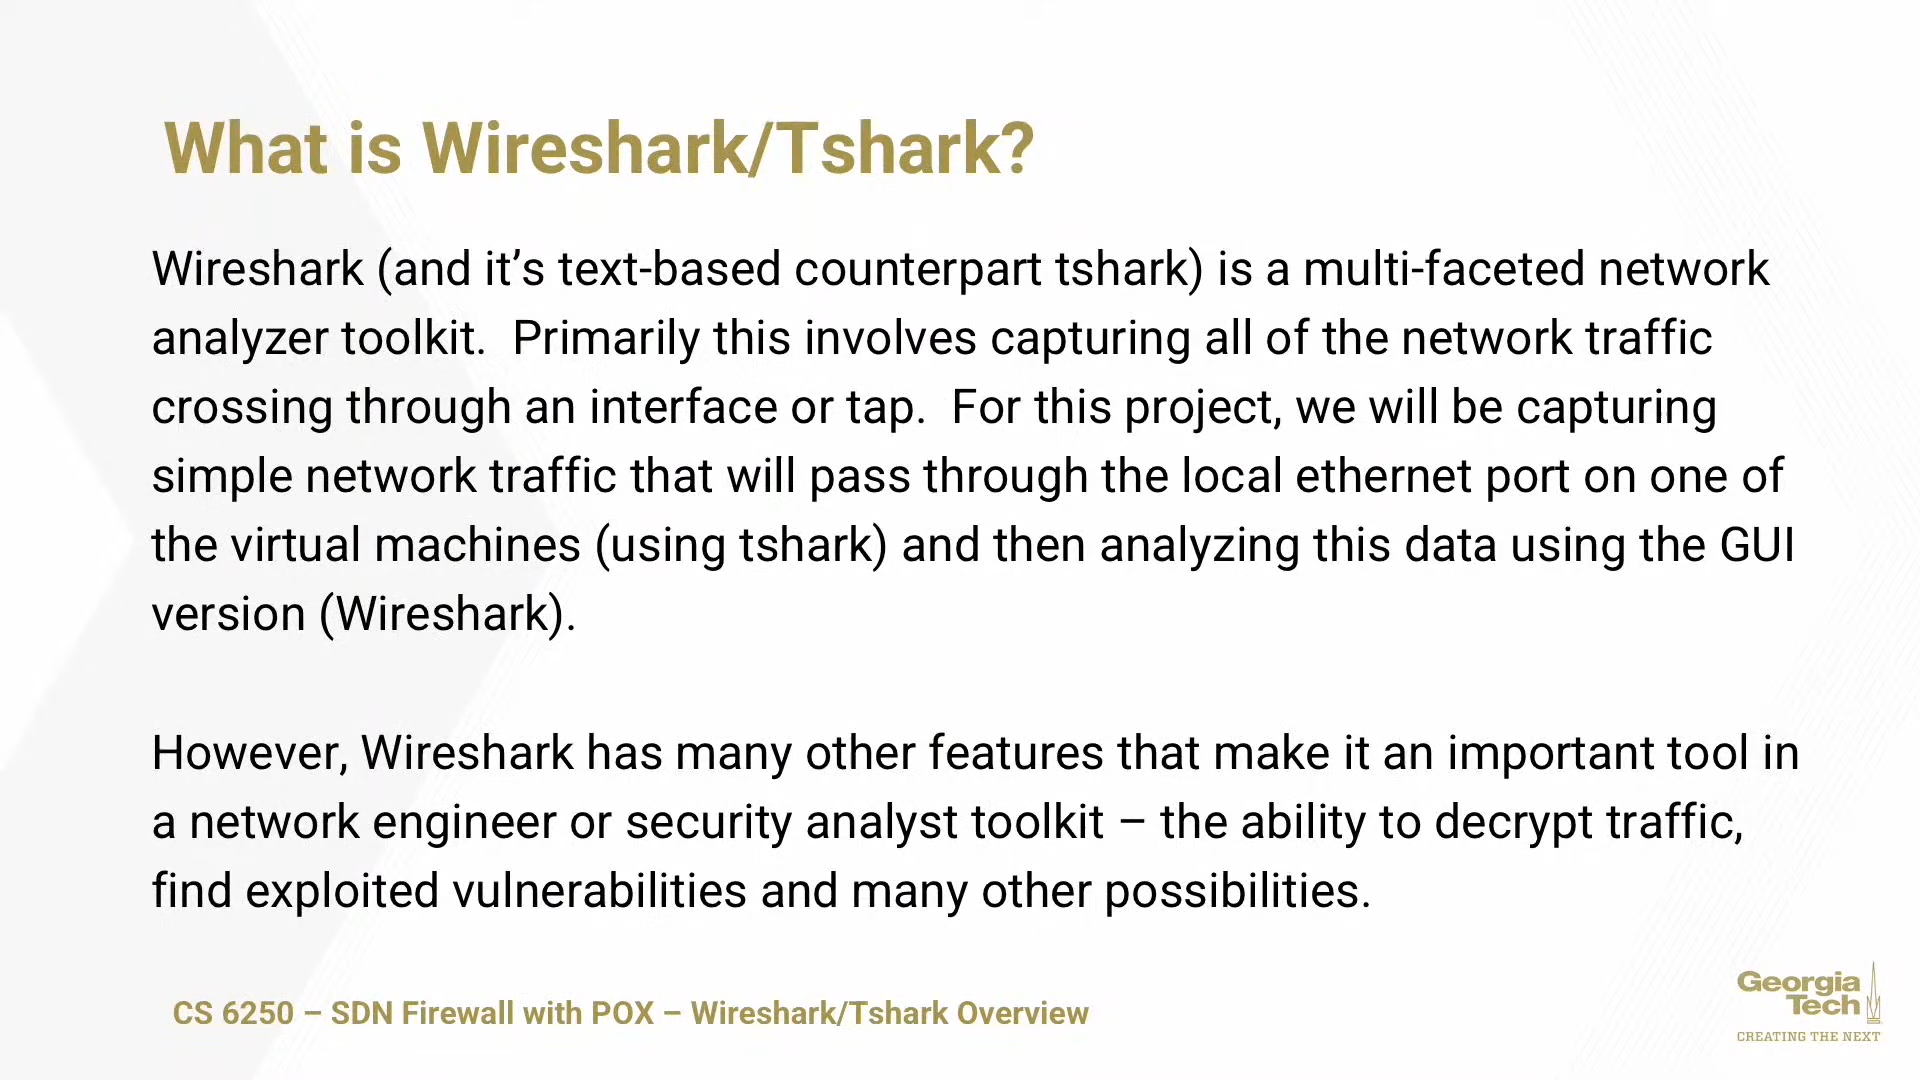 What is Wireshark/Tshark?
Wireshark (and it’s text-based counterpart tshark) is a multi-faceted network
analyzer toolkit.  Primarily this involves capturing all of the network traffic
crossing through an interface or tap.  For this project, we will be capturing
simple network traffic that will pass through the local ethernet port on one of
the virtual machines (using tshark) and then analyzing this data using the GUI
version (Wireshark).
However, Wireshark has many other features that make it an important tool in
a network engineer or security analyst toolkit – the ability to decrypt traffic,
find exploited vulnerabilities and many other possibilities.
CS 6250 – SDN Firewall with POX – Wireshark/Tshark Overview
Georgia
Tech
CREATING THE NEXT